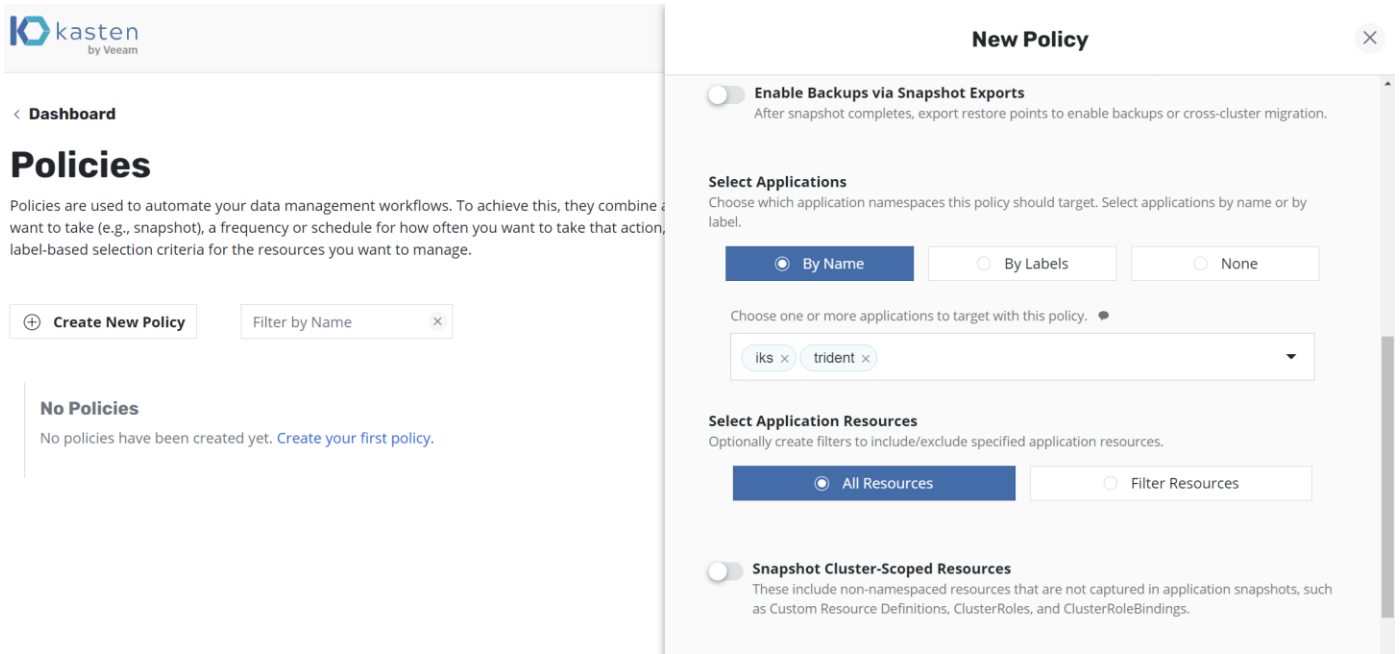 kasten
by Veeam
Dashboard
Policies
Policies are used to automate your data management workflows. To achieve this, they combine
want to take (e.g., snapshot), a frequency or schedule for how often you want to take that action,
label-based selection criteria for the resources you want to manage.
Create New Policy
Filter by Name
No Policies
No policies have been created yet. Create your first policy.
New Policy
Enable Backups via Snapshot Exports
After snapshot completes, export restore points to enable backups or cross-cluster migration.
Select Applications
Choose which application namespaces this policy should target. Select applications by name or by
label.
By Name
By Labels
None
Choose one or more applications to target with this policy.
iks
trident
Select Application Resources
Optionally create filters to include/exclude specified application resources.
All Resources
Filter Resources
Snapshot Cluster-Scoped Resources
These include non-namespaced resources that are not captured in application snapshots, such
as Custom Resource Definitions, ClusterRoles, and ClusterRoleBindings.